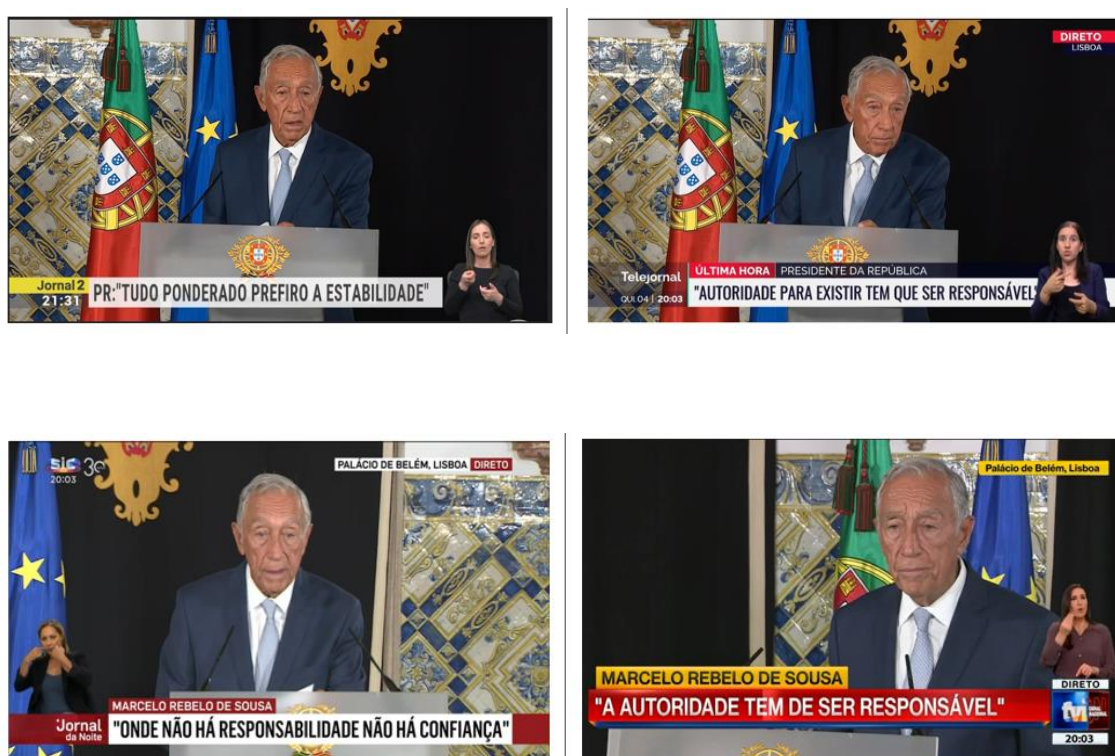 Jornal 2
21:31
PR:"TUDO PONDERADO PREFIRO A ESTABILIDADE"
DIRETO
LISBOA
Telejornal
QUI.04 | 20:03
ÚLTIMA HORA
PRESIDENTE DA REPÚBLICA
"AUTORIDADE PARA EXISTIR TEM QUE SER RESPONSÁVEL"
SIC
20:03
PALÁCIO DE BELÉM, LISBOA DIRETO
MARCELO REBELO DE SOUSA
Jornal
da Noite
"ONDE NÃO HÁ RESPONSABILIDADE NÃO HÁ CONFIANÇA"
Palácio de Belém, Lisboa
MARCELO REBELO DE SOUSA
"A AUTORIDADE TEM DE SER RESPONSÁVEL"
DIRETO
tvi
20:03